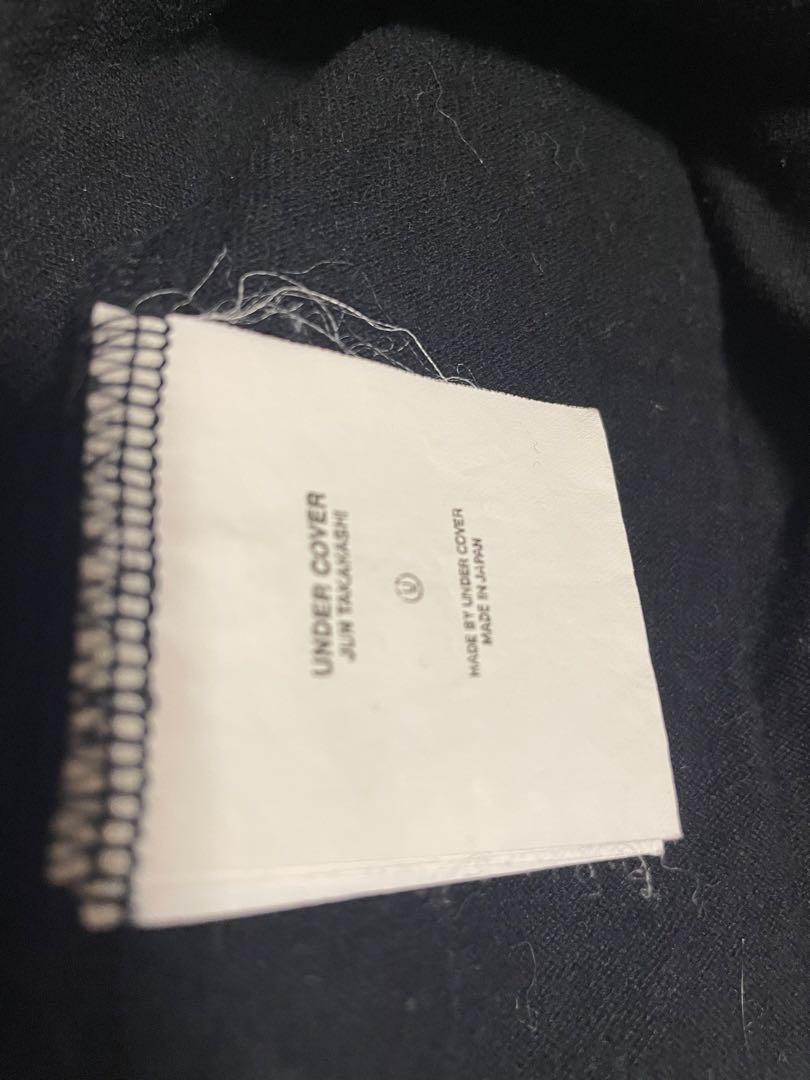 UNDER COVER
JUN TAKAHASHI
U
MADE BY UNDER COVER
MADE IN JAPAN